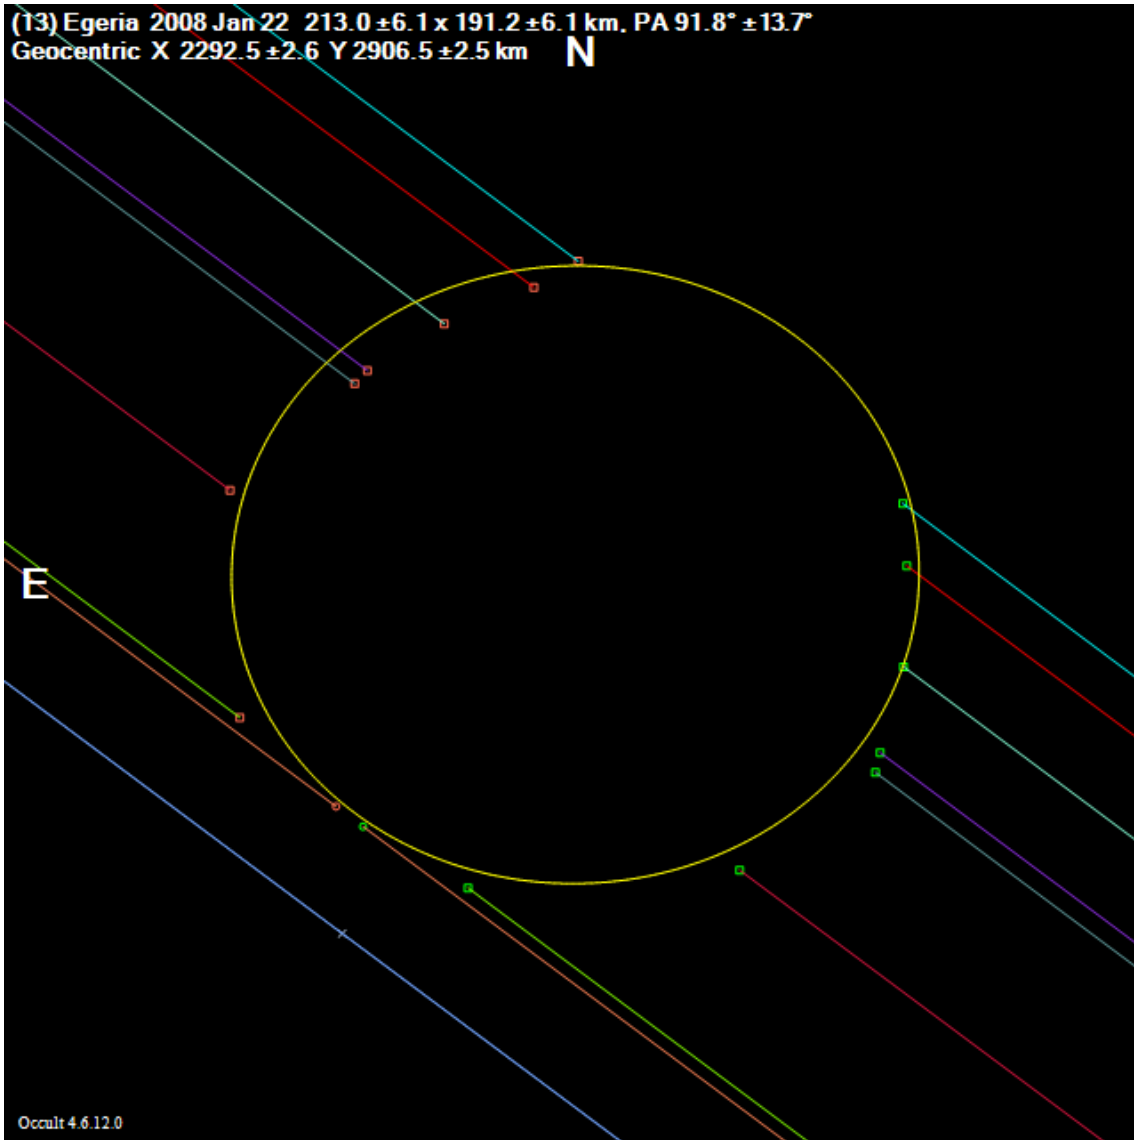 (13) Egeria 2008 Jan 22 213.0 ±6.1 x 191.2 ±6.1 km, PA 91.8° ±13.7°
Geocentric X 2292.5 ±2.6 Y 2906.5 ±2.5 km
N
E
Occult 4.6.12.0